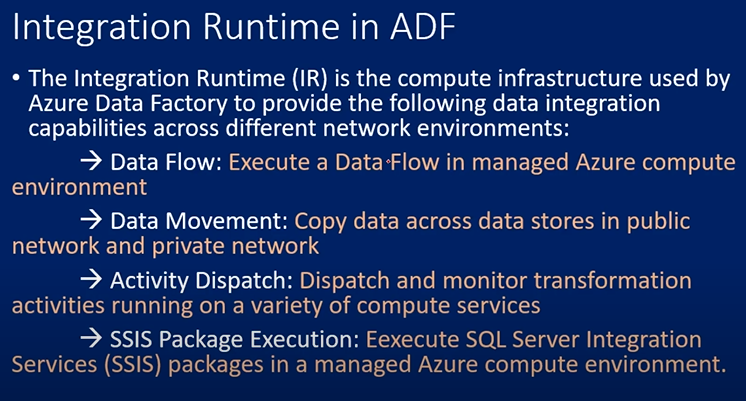 Integration Runtime in ADF
• The Integration Runtime (IR) is the compute infrastructure used by
Azure Data Factory to provide the following data integration
capabilities across different network environments:
→ Data Flow: Execute a Data Flow in managed Azure compute
environment
→ Data Movement: Copy data across data stores in public
network and private network
→ Activity Dispatch: Dispatch and monitor transformation
activities running on a variety of compute services
→ SSIS Package Execution: Eexecute SQL Server Integration
Services (SSIS) packages in a managed Azure compute environment.